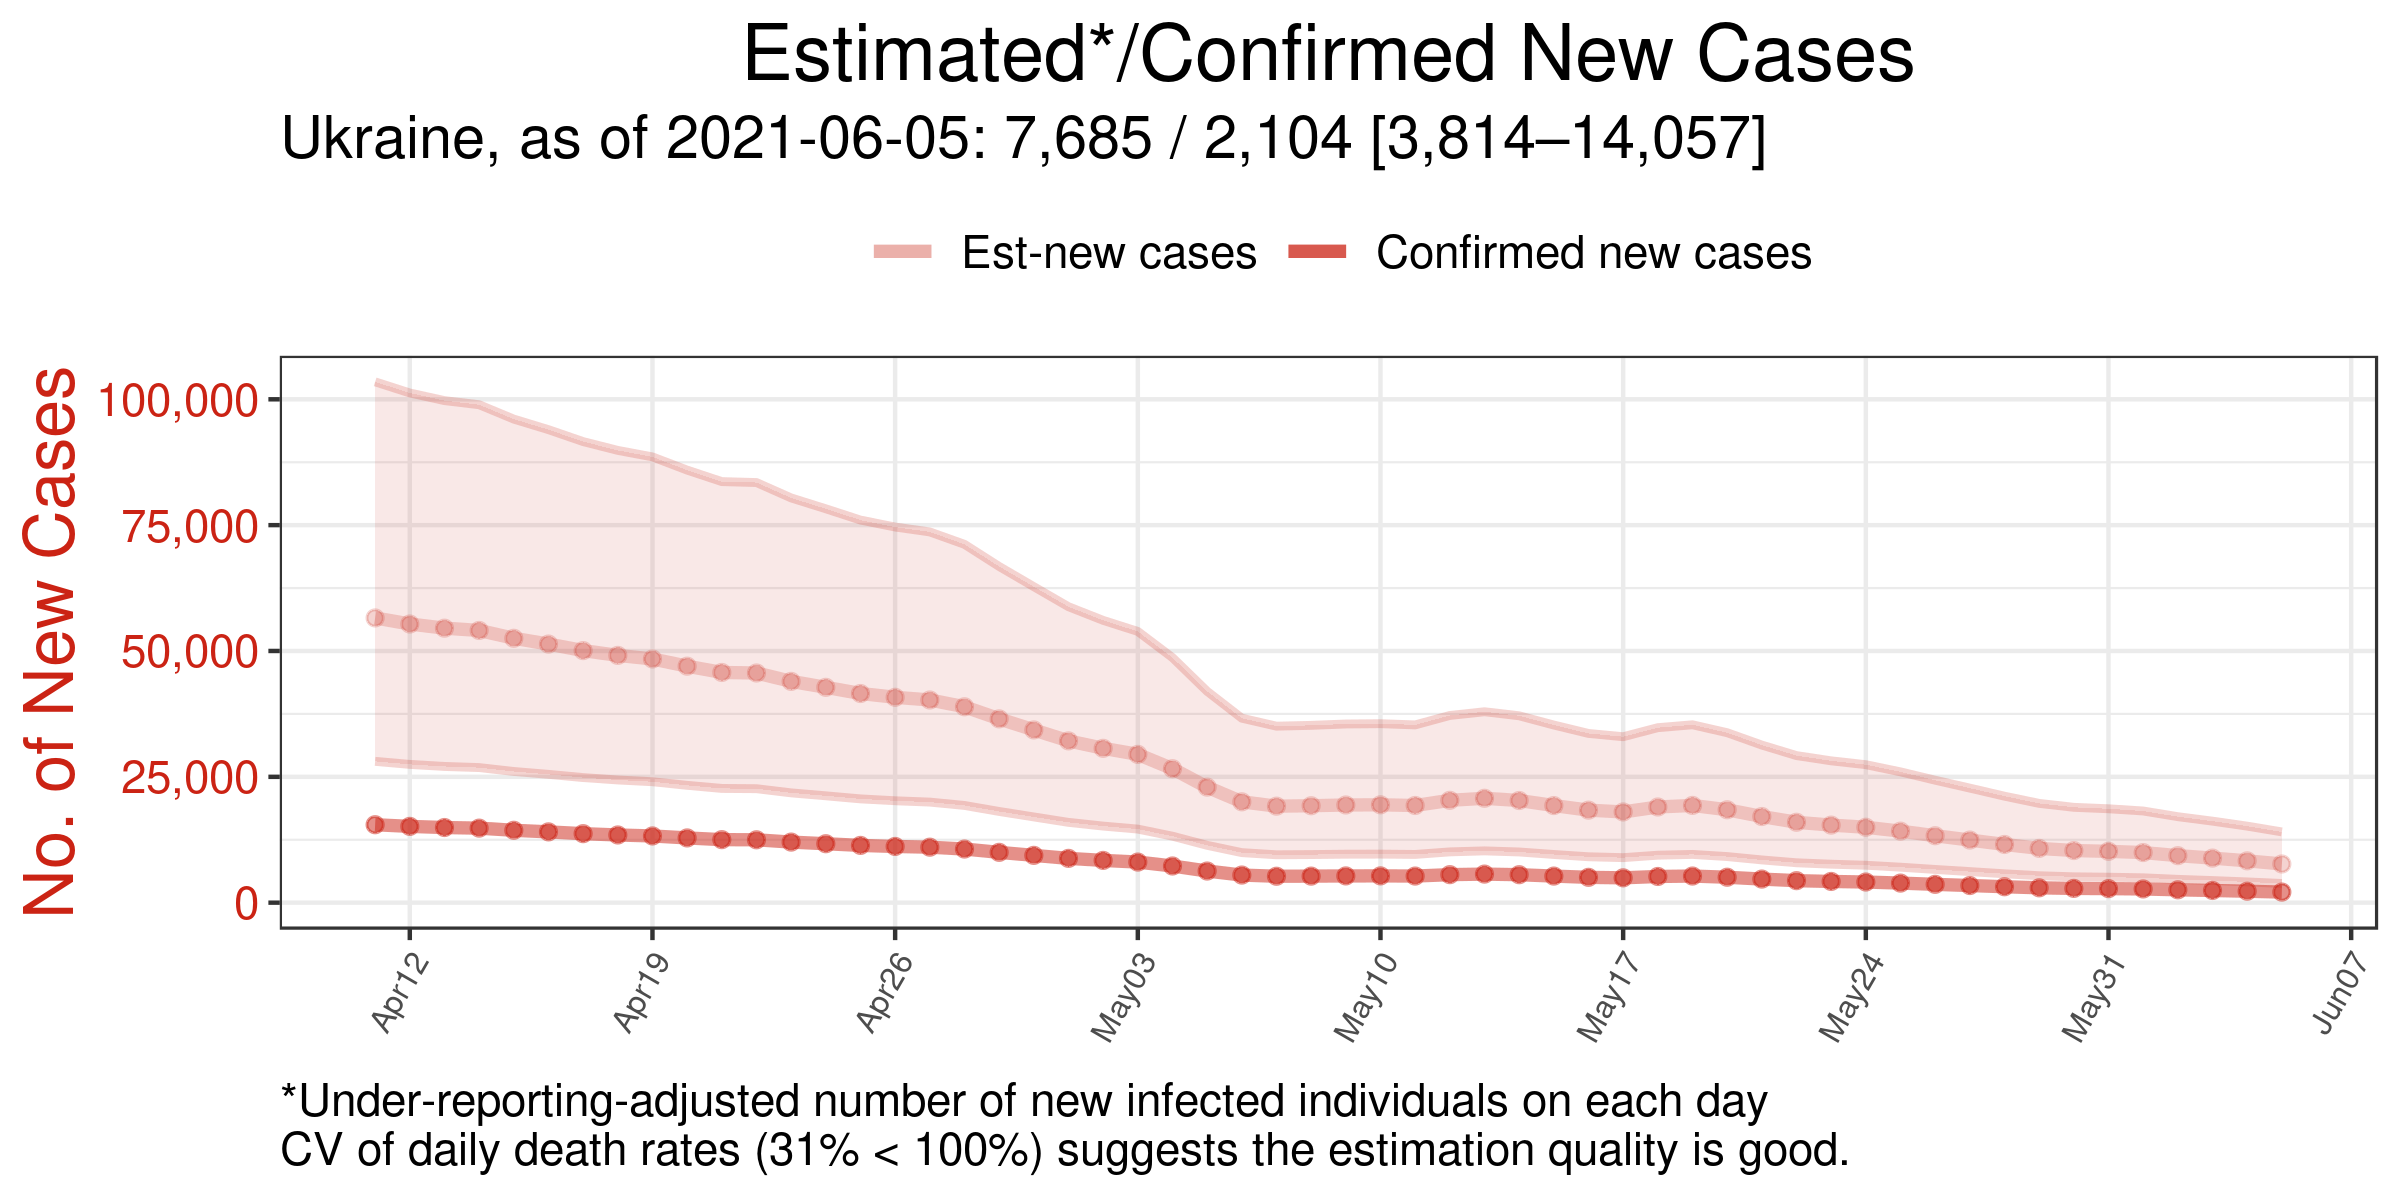 Estimated*/Confirmed New Cases
Ukraine, as of 2021-06-05: 7,685 / 2,104 [3,814–14,057]
Est-new cases
Confirmed new cases
No. of New Cases
100,000
75,000
50,000
25,000
0
Apr12
Apr19
Apr26
May03
May10
May17
May24
May31
Jun07
*Under-reporting-adjusted number of new infected individuals on each day
CV of daily death rates (31% < 100%) suggests the estimation quality is good.